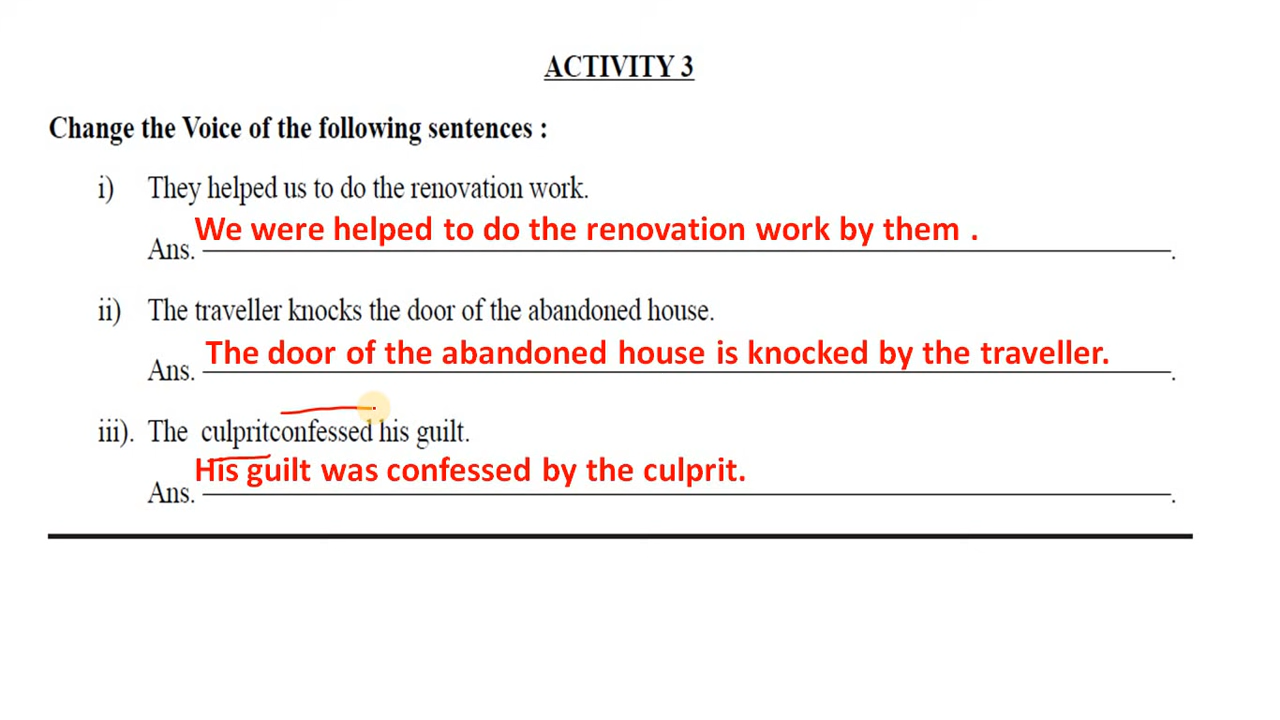 ACTIVITY 3
Change the Voice of the following sentences :
i) They helped us to do the renovation work.
We were helped to do the renovation work by them .
Ans. ____________________.
ii) The traveller knocks the door of the abandoned house.
The door of the abandoned house is knocked by the traveller.
Ans. ____________________.
iii). The culpritconfessed his guilt.
His guilt was confessed by the culprit.
Ans. ____________________.